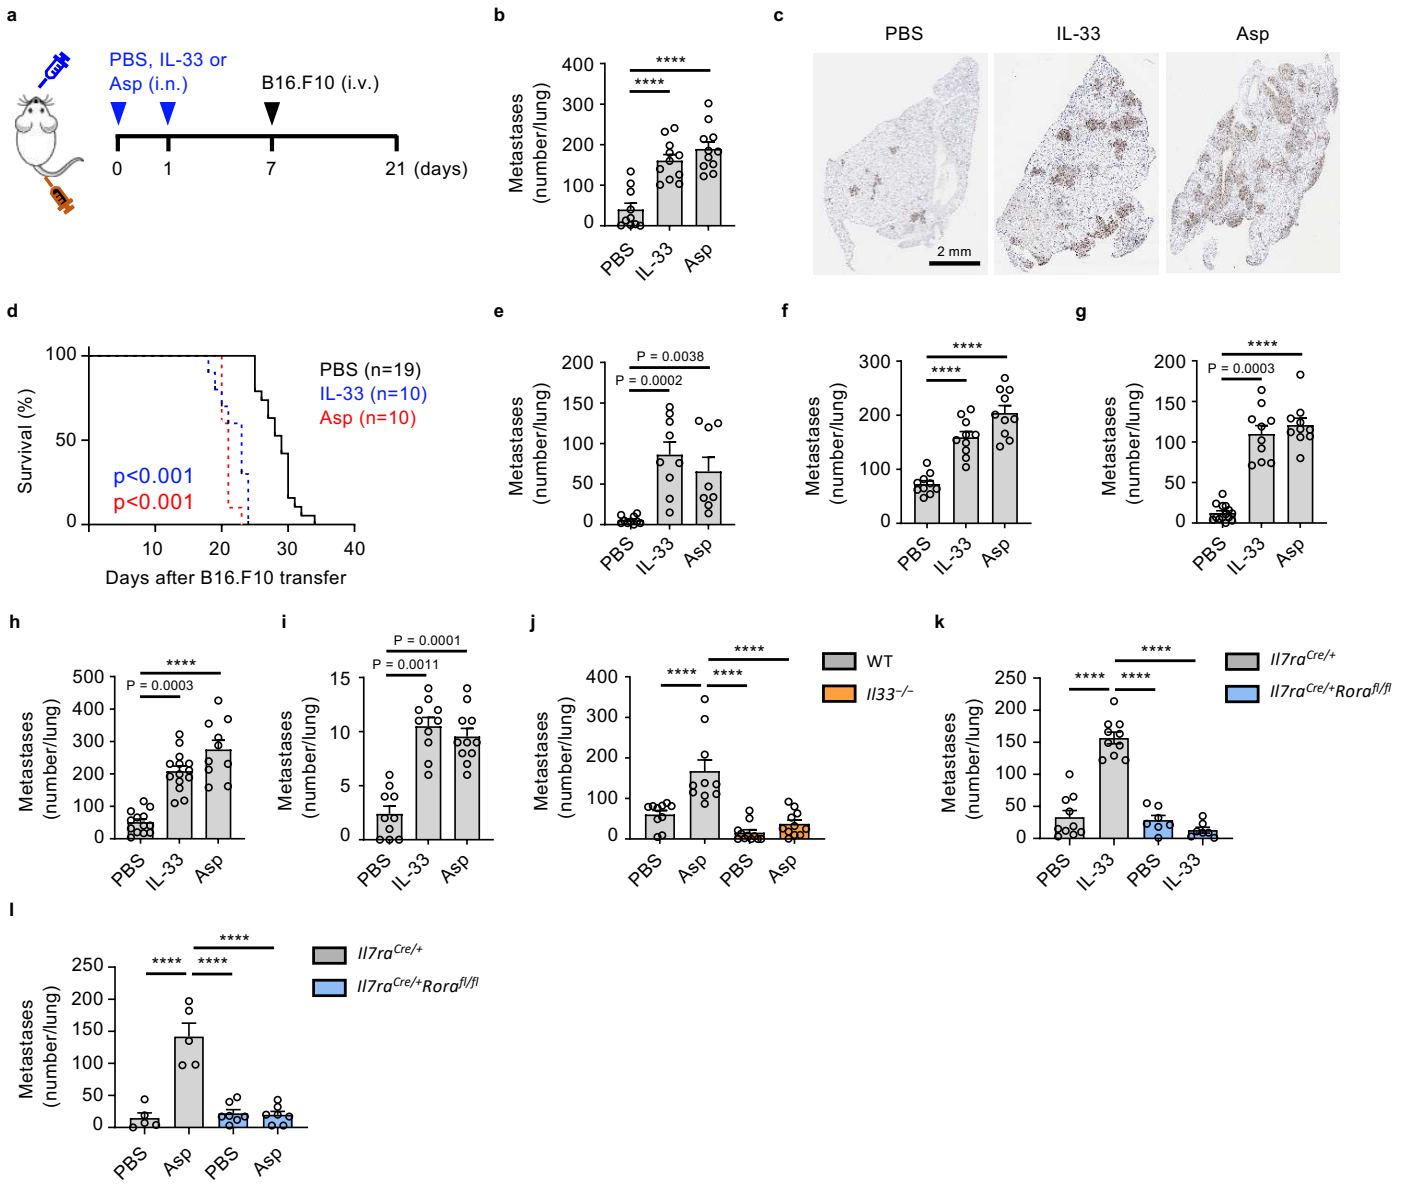 a
PBS, IL-33 or
Asp (i.n.)
B16.F10 (i.v.)
0 1 7 21 (days)
b
Metastases
(number/lung)
400
300
200
100
0
****
****
PBS IL-33 Asp
c
PBS IL-33 Asp
2 mm
d
Survival (%)
100
50
0
PBS (n=19)
IL-33 (n=10)
Asp (n=10)
p<0.001
p<0.001
10 20 30 40
Days after B16.F10 transfer
e
Metastases
(number/lung)
200
150
100
50
0
P = 0.0038
P = 0.0002
PBS IL-33 Asp
f
Metastases
(number/lung)
300
200
100
0
****
****
PBS IL-33 Asp
g
Metastases
(number/lung)
200
150
100
50
0
****
P = 0.0003
PBS IL-33 Asp
h
Metastases
(number/lung)
500
400
300
200
100
0
****
P = 0.0003
PBS IL-33 Asp
i
Metastases
(number/lung)
15
10
5
0
P = 0.0001
P = 0.0011
PBS IL-33 Asp
j
Metastases
(number/lung)
400
300
200
100
0
****
**** ****
PBS Asp PBS Asp
WT
Il33−/−
k
Metastases
(number/lung)
250
200
150
100
50
0
****
**** ****
PBS IL-33 PBS IL-33
Il7raCre/+
Il7raCre/+Rorafl/fl
l
Metastases
(number/lung)
250
200
150
100
50
0
****
**** ****
PBS Asp PBS Asp
Il7raCre/+
Il7raCre/+Rorafl/fl